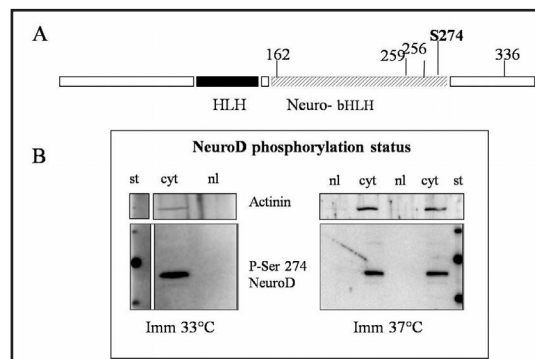 A
S274
162
259
256
336
HLH
Neuro- bHLH
B
NeuroD phosphorylation status
st cyt nl
nl cyt nl cyt st
Actinin
P-Ser 274
NeuroD
Imm 33°C
Imm 37°C